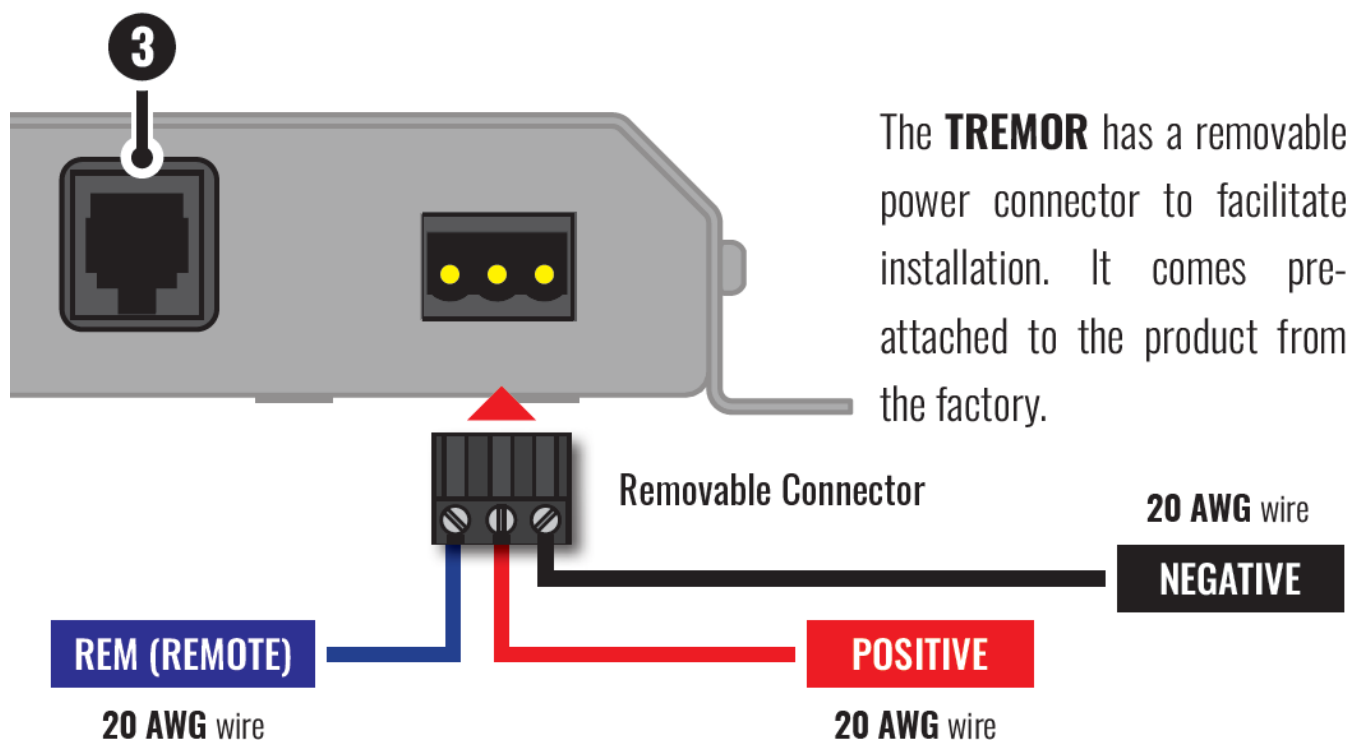 3
The TREMOR has a removable
power connector to facilitate
installation. It comes pre-
attached to the product from
the factory.
Removable Connector
20 AWG wire
NEGATIVE
REM (REMOTE)
POSITIVE
20 AWG wire
20 AWG wire